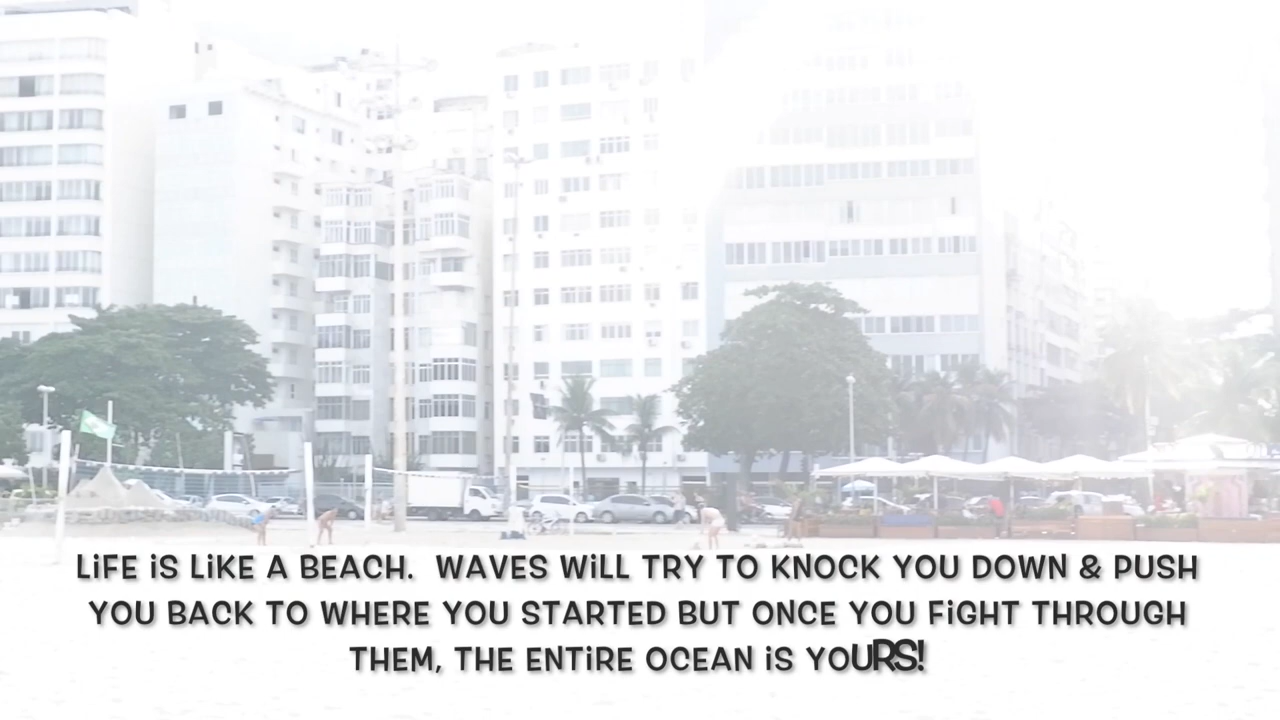 LiFE iS LiKE A BEACH.  WAVES WiLL TRY TO KNOCK YOU DOWN & PUSH
YOU BACK TO WHERE YOU STARTED BUT ONCE YOU FiGHT THROUGH
THEM, THE ENTiRE OCEAN iS YOURS!